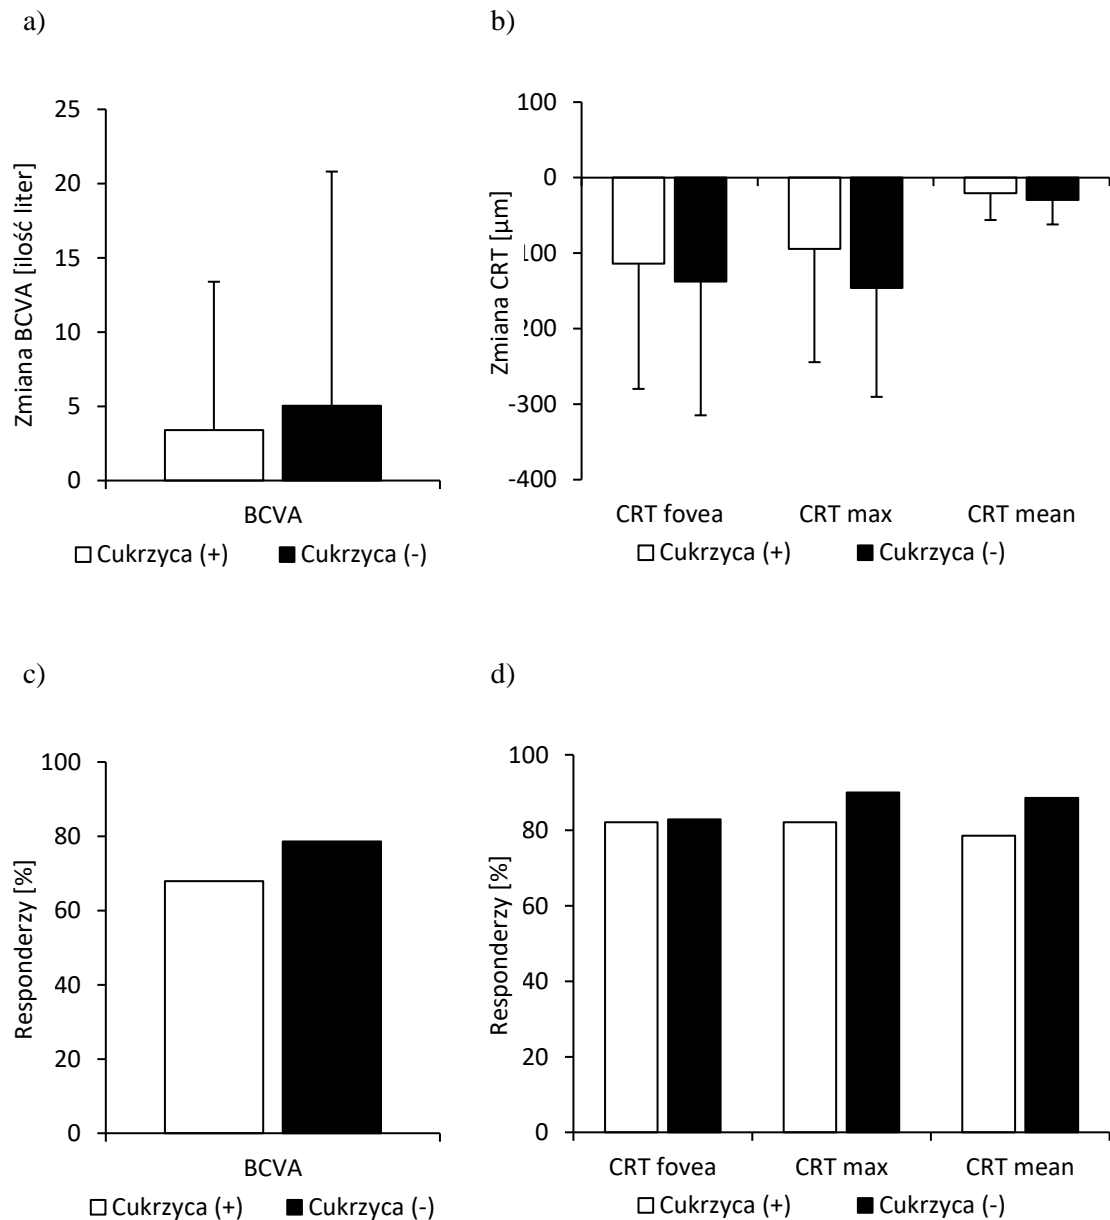 a)
b)
25
20
15
10
5
0
Zmiana BCVA [ilość liter]
BCVA
Cukrzyca (+) Cukrzyca (-)
100
0
100
200
-300
-400
Zmiana CRT [µm]
CRT fovea CRT max CRT mean
Cukrzyca (+) Cukrzyca (-)
c)
d)
100
80
60
40
20
0
Responderzy [%]
BCVA
Cukrzyca (+) Cukrzyca (-)
100
80
60
40
20
0
Responderzy [%]
CRT fovea CRT max CRT mean
Cukrzyca (+) Cukrzyca (-)